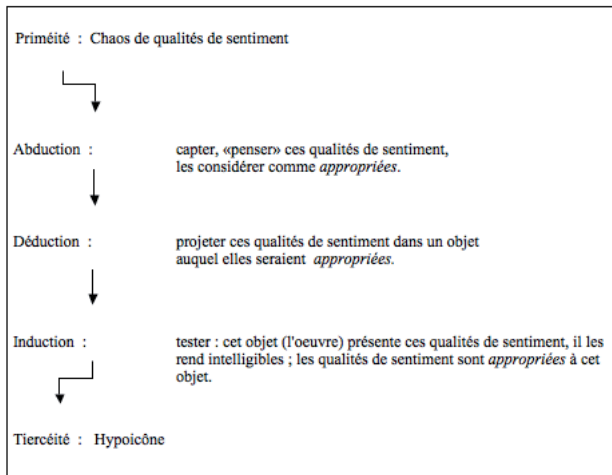 Priméité : Chaos de qualités de sentiment
Abduction : capter, «penser» ces qualités de sentiment,
les considérer comme appropriées.
Déduction : projeter ces qualités de sentiment dans un objet
auquel elles seraient appropriées.
Induction : tester : cet objet (l'oeuvre) présente ces qualités de sentiment, il les
rend intelligibles ; les qualités de sentiment sont appropriées à cet
objet.
Tiercéité : Hypoicône